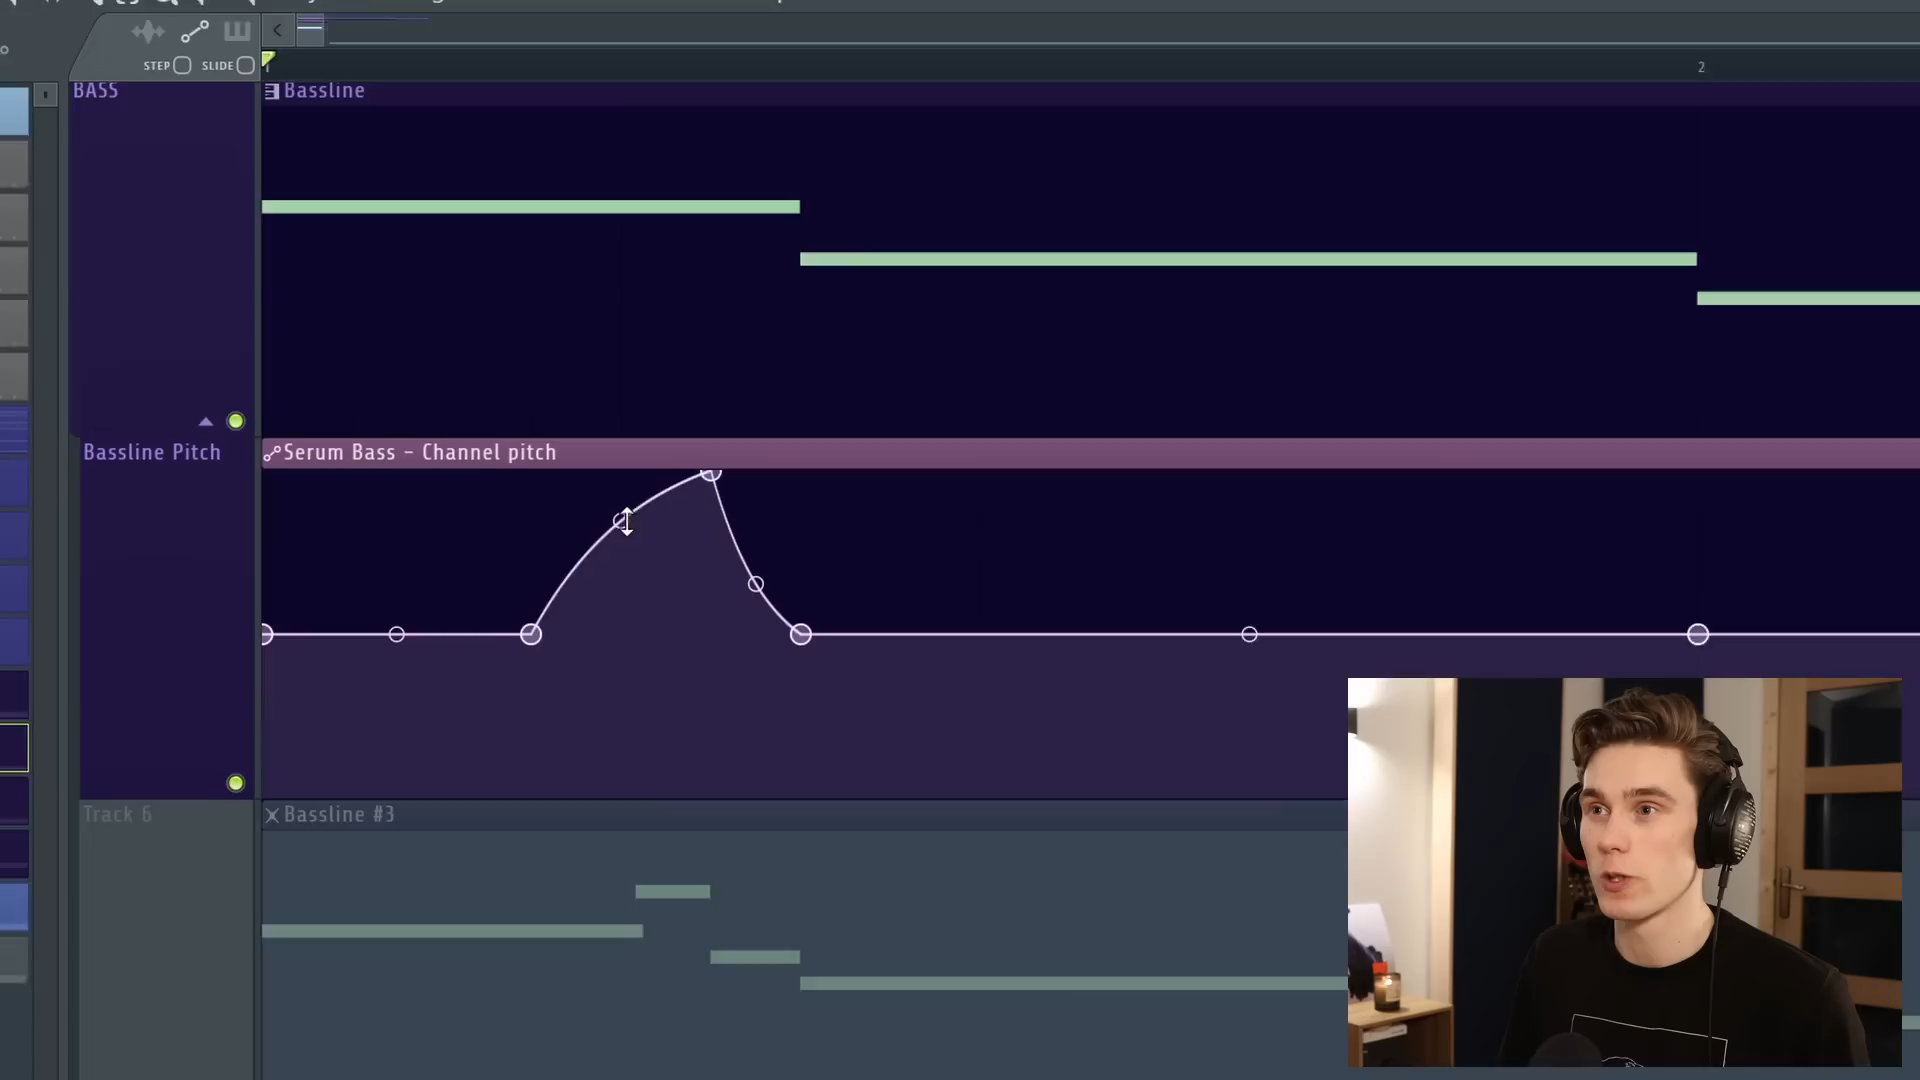 STEP SLIDE
2
BASS
Bassline
Bassline Pitch
Serum Bass - Channel pitch
Track 6
Bassline #3